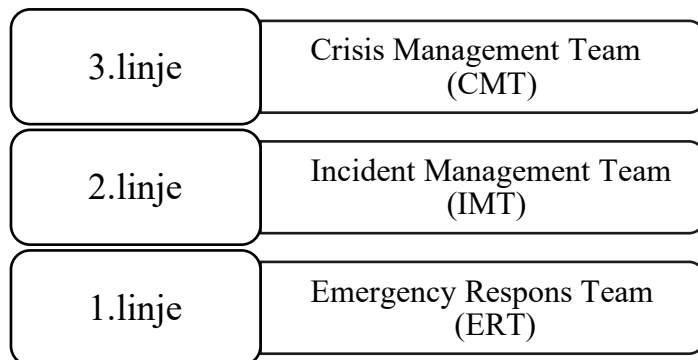 3.linje
Crisis Management Team
(CMT)
2.linje
Incident Management Team
(IMT)
1.linje
Emergency Respons Team
(ERT)